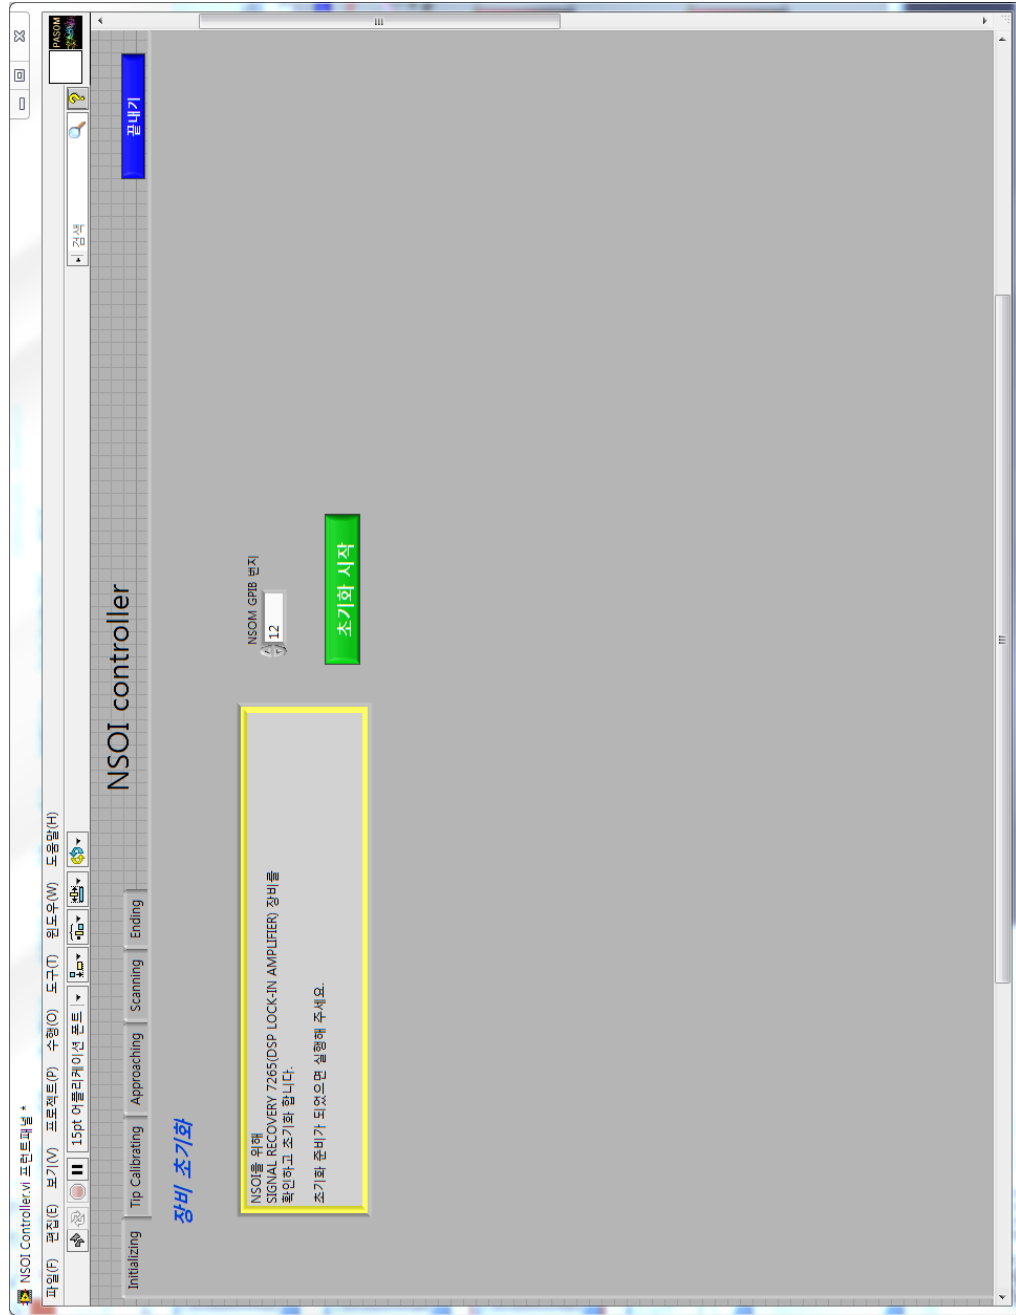 NSOI Controller.vi 프런트패널 *
파일(F) 편집(E) 보기(V) 프로젝트(P) 수행(O) 도구(T) 윈도우(W) 도움말(H)
15pt 어플리케이션 폰트
검색
PASOM
NSOI controller
끝내기
Initializing Tip Calibrating Approaching Scanning Ending
장비 초기화
NSOI을 위해
SIGNAL RECOVERY 7265(DSP LOCK-IN AMPLIFIER) 장비를
확인하고 초기화 합니다.
초기화 준비가 되었으면 실행해 주세요.
NSOM GPIB 번지
12
초기화 시작